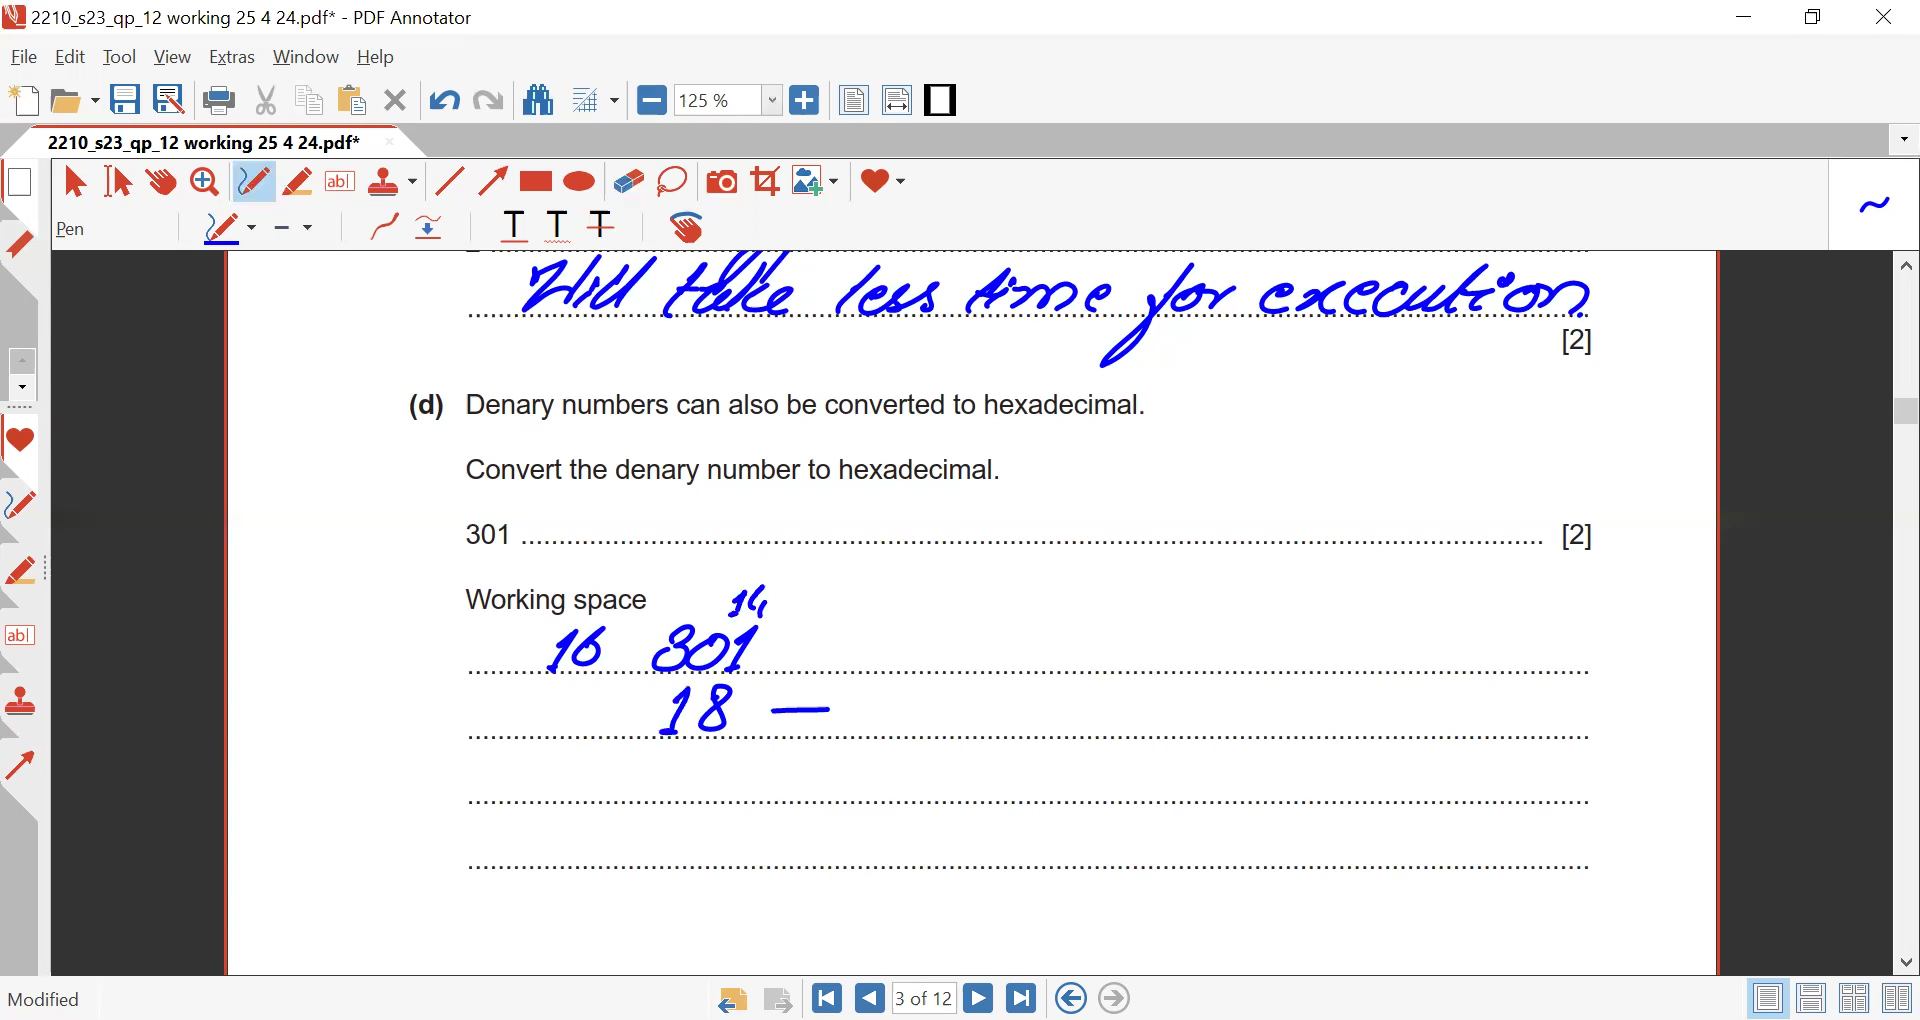 2210_s23_qp_12 working 25 4 24.pdf* - PDF Annotator
File Edit Tool View Extras Window Help
125 %
2210_s23_qp_12 working 25 4 24.pdf*
ab|
Pen
T T T
Will take less time for execution
[2]
(d) Denary numbers can also be converted to hexadecimal.
Convert the denary number to hexadecimal.
301 .......... [2]
ab|
Working space
16 301
18 —
Modified
3 of 12